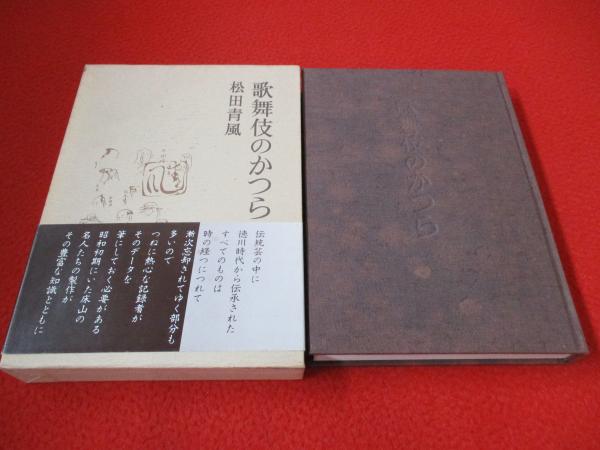 歌舞伎のかつら
松田青風
伝統芸の中に
徳川時代から伝承された
すべてのものは
時の経つにつれて
漸次忘却されてゆく部分も
多いので
つねに熱心な記録者が
そのデータを
筆にしておく必要がある
昭和初期にいた床山の
名人たちの製作が
その豊富な知識とともに
歌舞伎のかつら